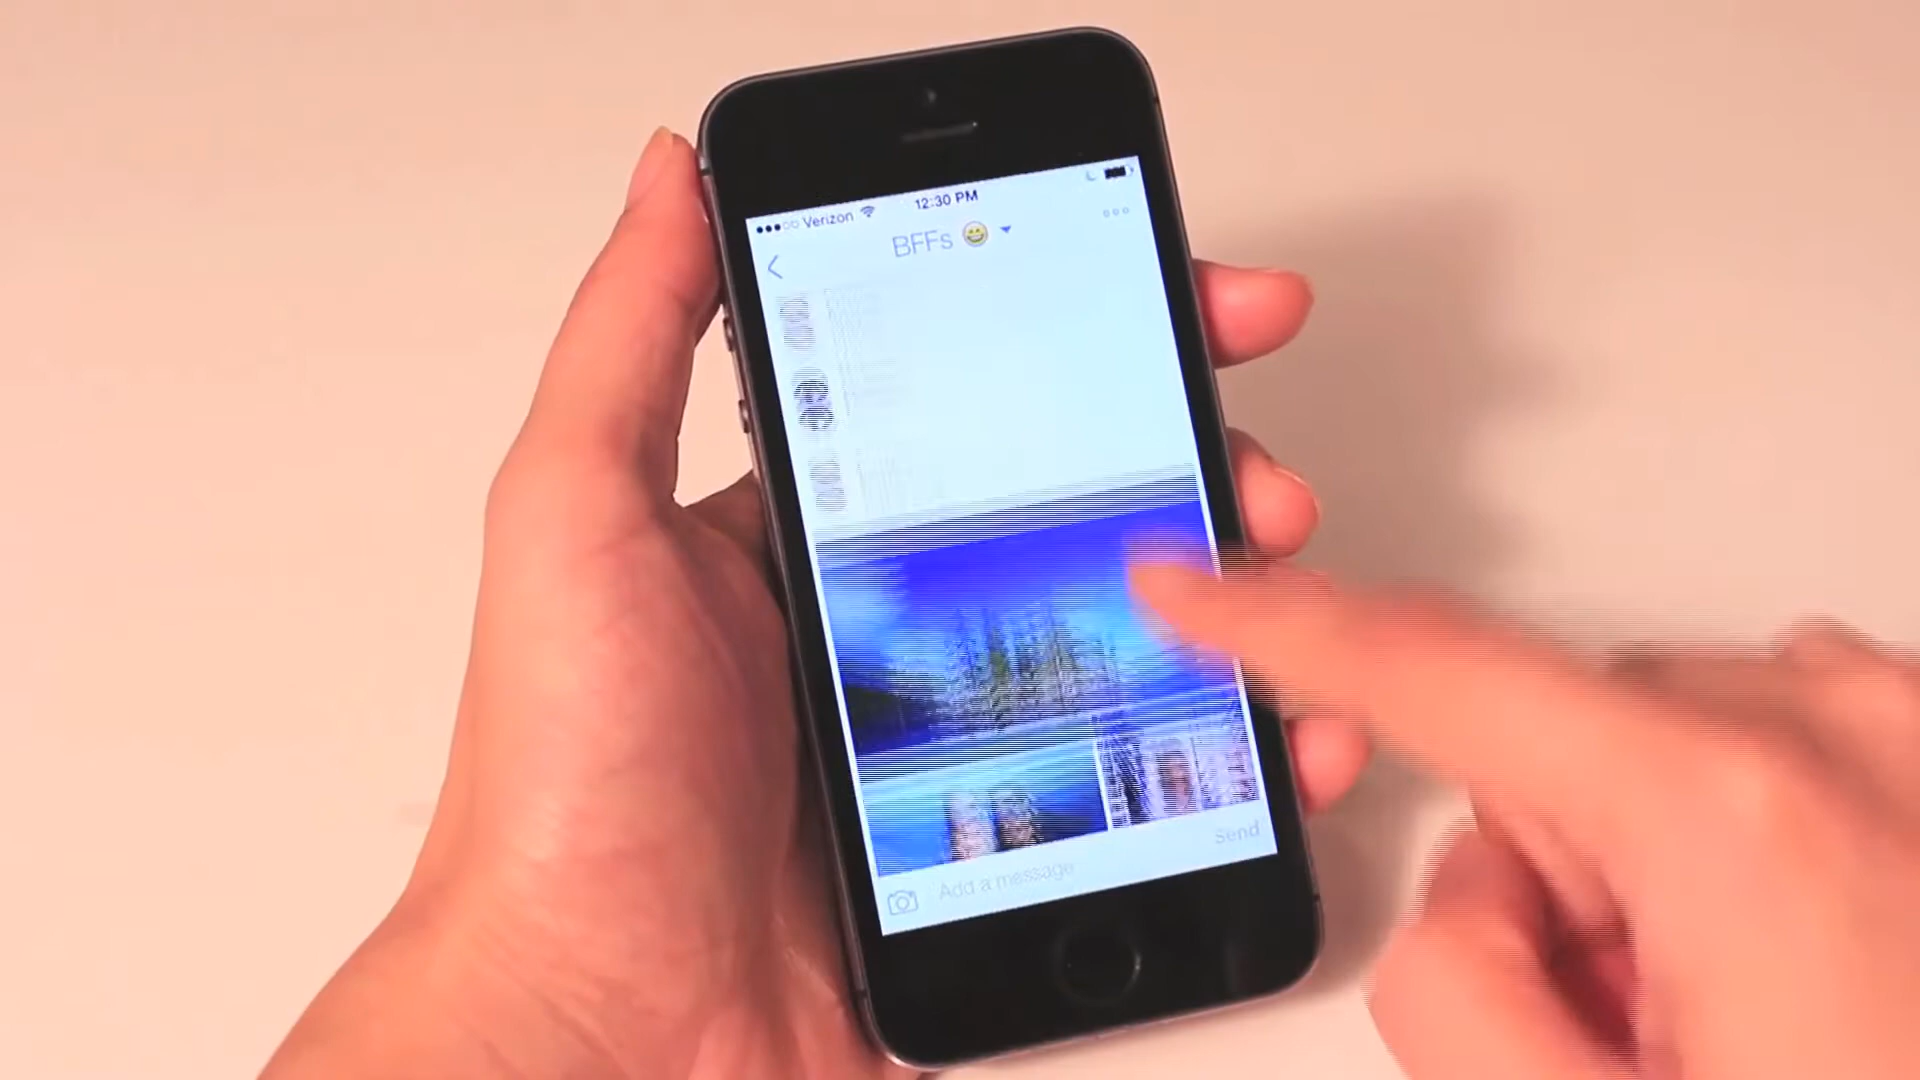 Verizon 12:30 PM
BFFs 😄
Add a message
Send